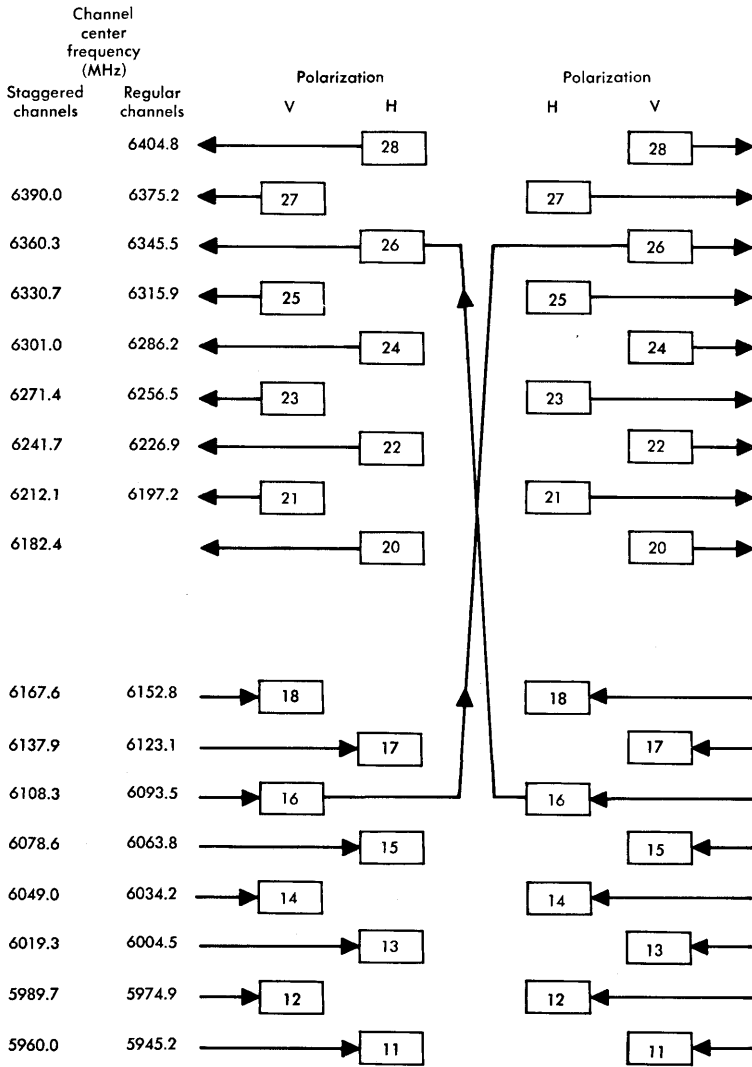 Channel
center
frequency
(MHz)
Polarization Polarization
Staggered Regular
channels channels V H H V
6404.8 28 28
6390.0 6375.2 27 27
6360.3 6345.5 26 26
6330.7 6315.9 25 25
6301.0 6286.2 24 24
6271.4 6256.5 23 23
6241.7 6226.9 22 22
6212.1 6197.2 21 21
6182.4 20 20
6167.6 6152.8 18 18
6137.9 6123.1 17 17
6108.3 6093.5 16 16
6078.6 6063.8 15 15
6049.0 6034.2 14 14
6019.3 6004.5 13 13
5989.7 5974.9 12 12
5960.0 5945.2 11 11